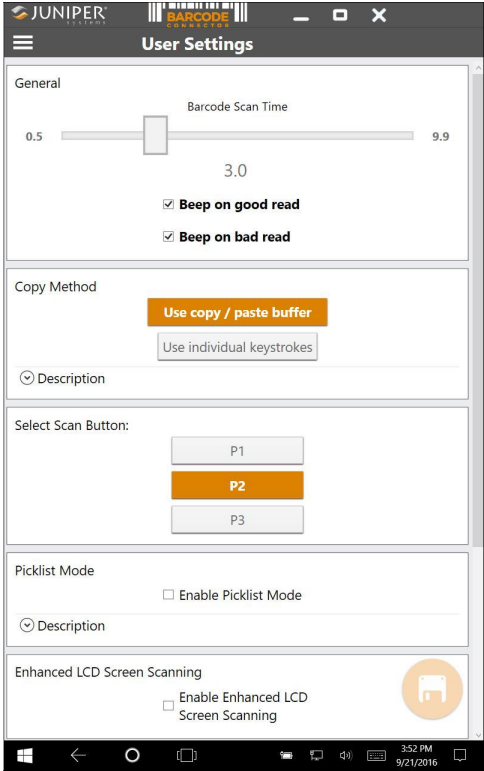 JUNIPER
systems
BARCODE
CONNECTOR
User Settings
General
Barcode Scan Time
0.5
9.9
3.0
Beep on good read
Beep on bad read
Copy Method
Use copy / paste buffer
Use individual keystrokes
Description
Select Scan Button:
P1
P2
P3
Picklist Mode
Enable Picklist Mode
Description
Enhanced LCD Screen Scanning
Enable Enhanced LCD
Screen Scanning
3:52 PM
9/21/2016